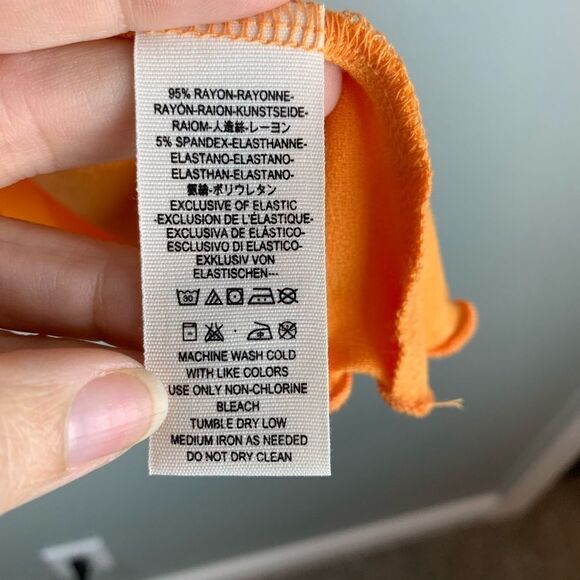 95% RAYON-RAYONNE-
RAYÓN-RAION-KUNSTSEIDE-
RAIOM-人造絲-レーヨン
5% SPANDEX-ELASTHANNE-
ELASTANO-ELASTANO-
ELASTHAN-ELASTANO-
氨綸-ポリウレタン
EXCLUSIVE OF ELASTIC
-EXCLUSION DE L'ÉLASTIQUE-
EXCLUSIVA DE ELÁSTICO-
ESCLUSIVO DI ELASTICO-
EXKLUSIV VON
ELASTISCHEN---
30
MACHINE WASH COLD
WITH LIKE COLORS
USE ONLY NON-CHLORINE
BLEACH
TUMBLE DRY LOW
MEDIUM IRON AS NEEDED
DO NOT DRY CLEAN